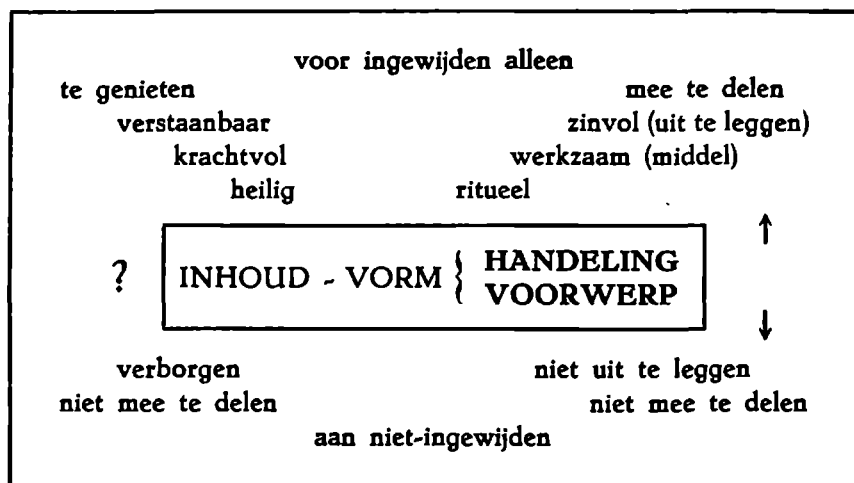 voor ingewijden alleen
te genieten mee te delen
verstaanbaar zinvol (uit te leggen)
krachtvol werkzaam (middel)
heilig ritueel
? INHOUD - VORM { HANDELING
VOORWERP
verborgen niet uit te leggen
niet mee te delen niet mee te delen
aan niet-ingewijden